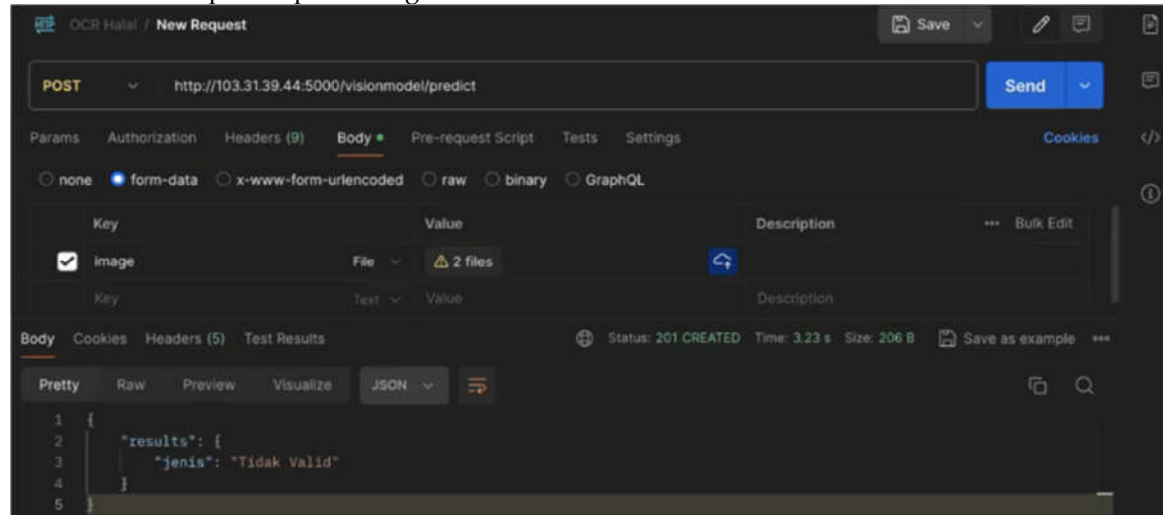 HTTP OCR Halal / New Request Save
POST http://103.31.39.44:5000/visionmodel/predict Send
Params Authorization Headers (9) Body Pre-request Script Tests Settings Cookies
none form-data x-www-form-urlencoded raw binary GraphQL
Key Value Description ••• Bulk Edit
image File 2 files
Key Text Value Description
Body Cookies Headers (5) Test Results Status: 201 CREATED Time: 3.23 s Size: 206 B Save as example •••
Pretty Raw Preview Visualize JSON
1 {
2 "results": {
3 "jenis": "Tidak Valid"
4 }
5 }